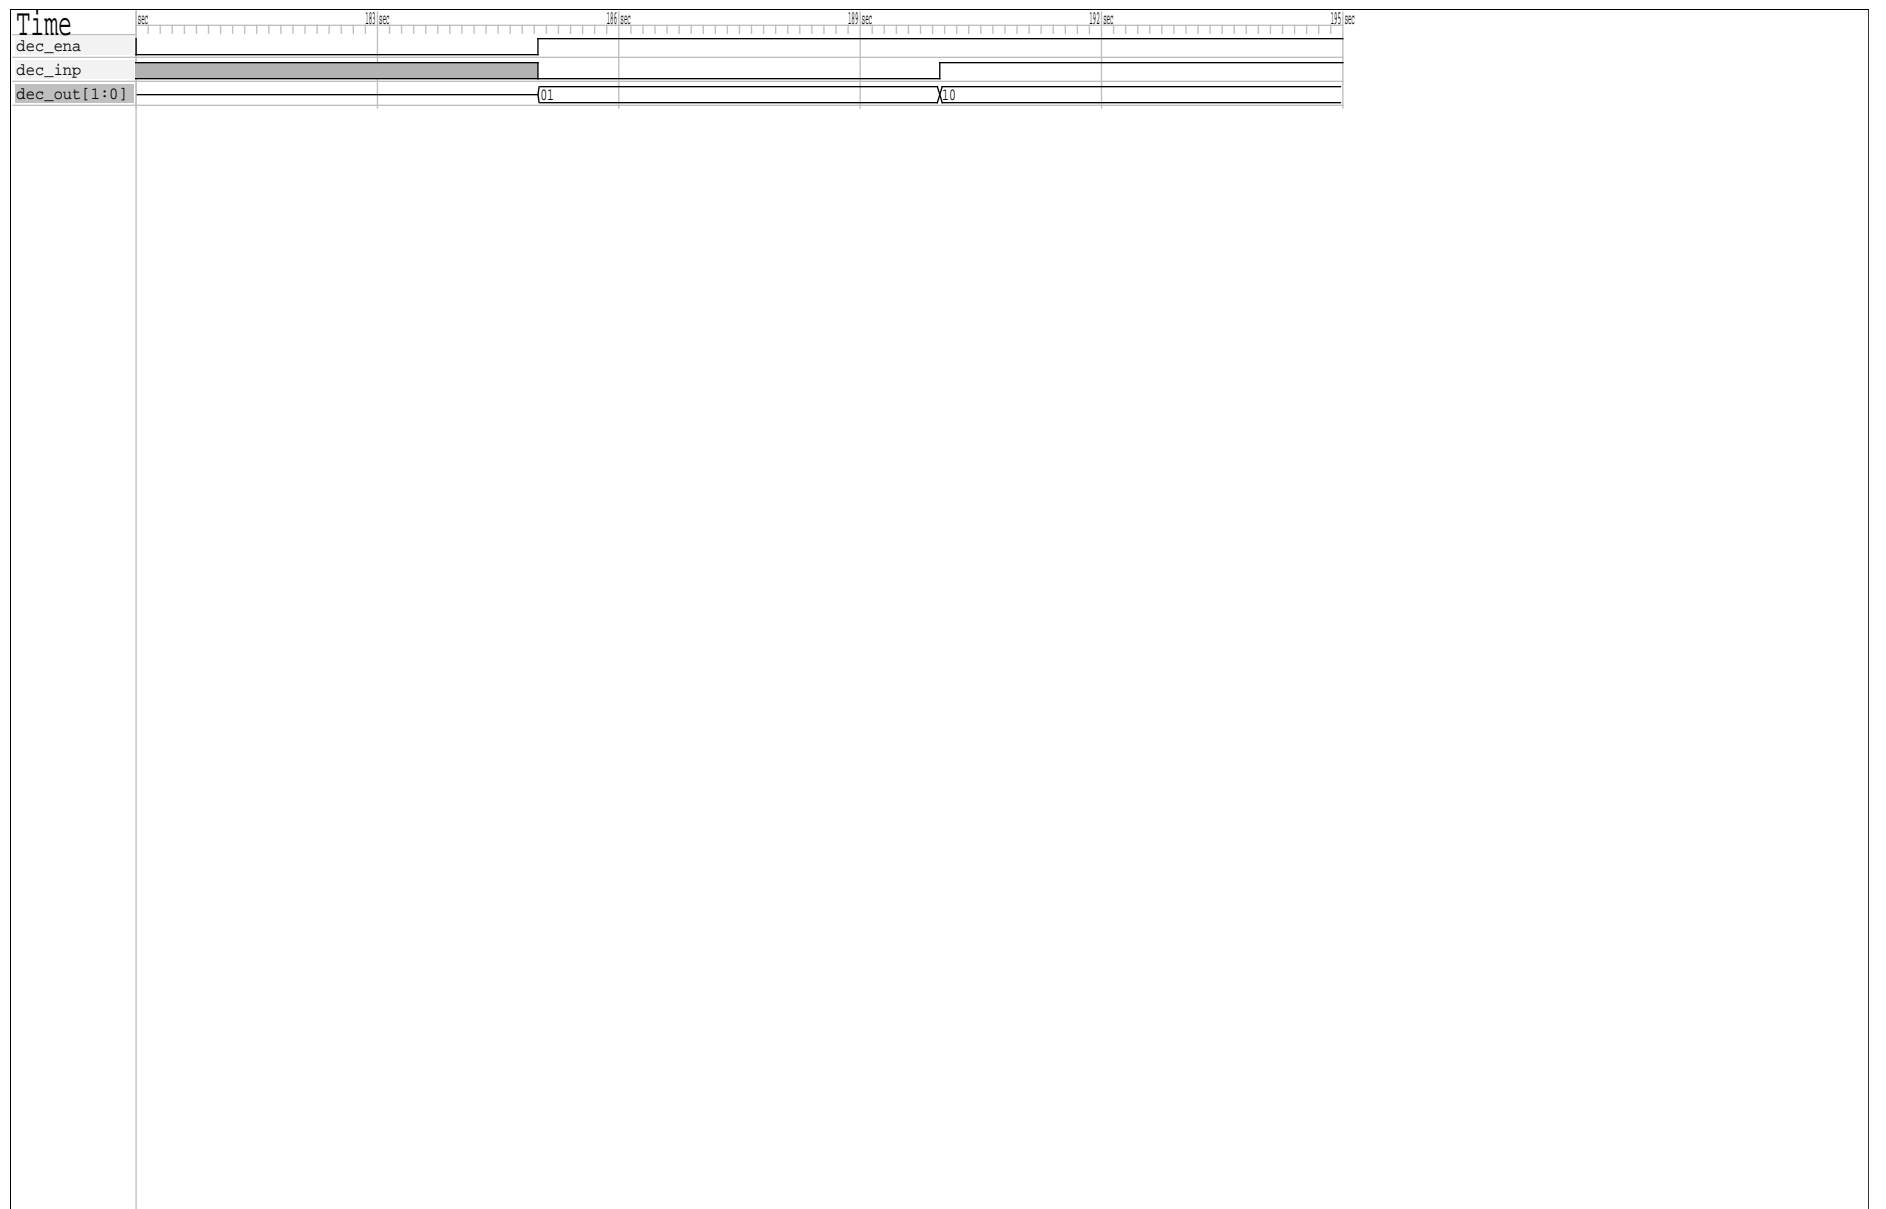 Time
sec 183 sec 186 sec 189 sec 192 sec 195 sec
dec_ena
dec_inp
dec_out[1:0] 01 10